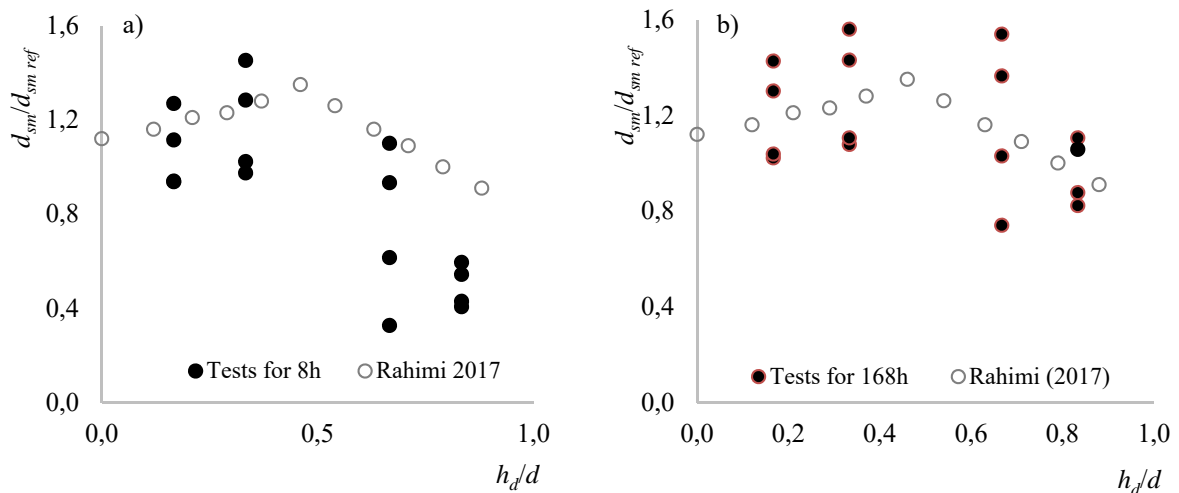 a)
1,6
1,2
0,8
0,4
0,0
d_sm/d_sm ref
Tests for 8h
Rahimi 2017
0,0
0,5
1,0
h_d/d
b)
1,6
1,2
0,8
0,4
0,0
d_sm/d_sm ref
Tests for 168h
Rahimi (2017)
0,0
0,2
0,4
0,6
0,8
1,0
h_d/d